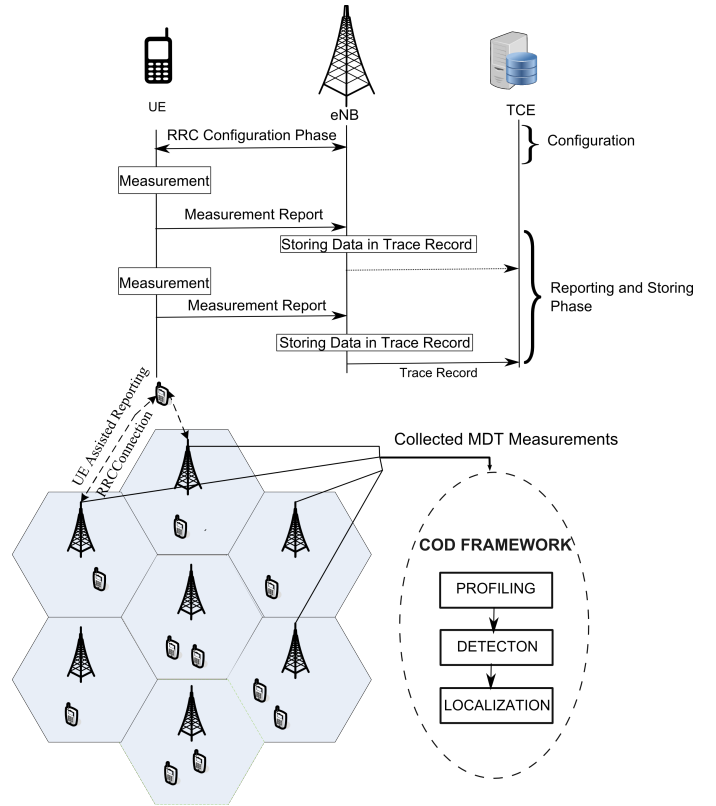 UE
eNB
TCE
RRC Configuration Phase
Configuration
Measurement
Measurement Report
Storing Data in Trace Record
Measurement
Reporting and Storing
Phase
Measurement Report
Storing Data in Trace Record
Trace Record
UE Assisted Reporting
RRCConnection
Collected MDT Measurements
COD FRAMEWORK
PROFILING
DETECTON
LOCALIZATION